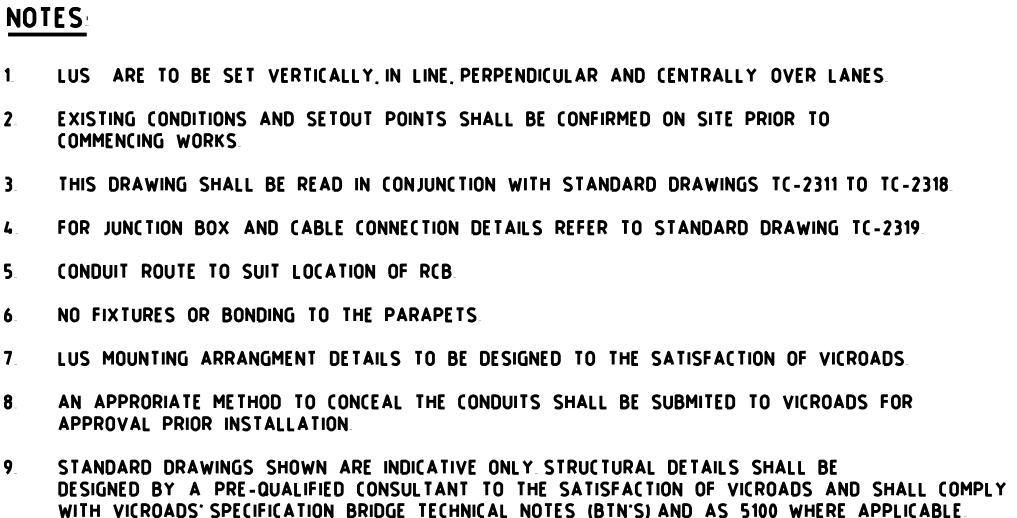 NOTES:
1. LUS ARE TO BE SET VERTICALLY, IN LINE, PERPENDICULAR AND CENTRALLY OVER LANES.
2. EXISTING CONDITIONS AND SETOUT POINTS SHALL BE CONFIRMED ON SITE PRIOR TO
COMMENCING WORKS.
3. THIS DRAWING SHALL BE READ IN CONJUNCTION WITH STANDARD DRAWINGS TC-2311 TO TC-2318.
4. FOR JUNCTION BOX AND CABLE CONNECTION DETAILS REFER TO STANDARD DRAWING TC-2319.
5. CONDUIT ROUTE TO SUIT LOCATION OF RCB.
6. NO FIXTURES OR BONDING TO THE PARAPETS.
7. LUS MOUNTING ARRANGMENT DETAILS TO BE DESIGNED TO THE SATISFACTION OF VICROADS.
8. AN APPRORIATE METHOD TO CONCEAL THE CONDUITS SHALL BE SUBMITED TO VICROADS FOR
APPROVAL PRIOR INSTALLATION.
9. STANDARD DRAWINGS SHOWN ARE INDICATIVE ONLY. STRUCTURAL DETAILS SHALL BE
DESIGNED BY A PRE-QUALIFIED CONSULTANT TO THE SATISFACTION OF VICROADS AND SHALL COMPLY
WITH VICROADS' SPECIFICATION BRIDGE TECHNICAL NOTES (BTN'S) AND AS 5100 WHERE APPLICABLE.